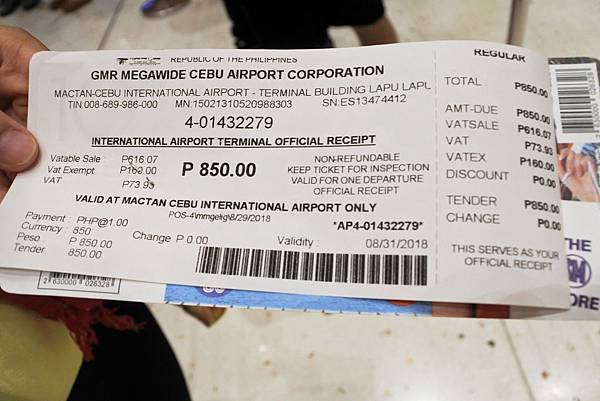 REPUBLIC OF THE PHILIPPINES
GMR MEGAWIDE CEBU AIRPORT CORPORATION
MACTAN-CEBU INTERNATIONAL AIRPORT - TERMINAL BUILDING LAPU LAPU
TIN:008-689-986-000 MN:15021310520988303 SN:ES13474412
4-01432279
INTERNATIONAL AIRPORT TERMINAL OFFICIAL RECEIPT
Vatable Sale P616.07
Vat Exempt P160.00
VAT P73.93
P 850.00
NON-REFUNDABLE
KEEP TICKET FOR INSPECTION
VALID FOR ONE DEPARTURE
OFFICIAL RECEIPT
VALID AT MACTAN CEBU INTERNATIONAL AIRPORT ONLY
POS-4\mmgelig\8/29/2018
*AP4-01432279*
Payment : PHP@1.00
Currency : 850
Peso : P 850.00
Tender 850.00
Change P 0.00
Validity : 08/31/2018
REGULAR
TOTAL : P850.00
AMT-DUE P850.00
VATSALE P616.07
VAT P73.93
VATEX P160.00
DISCOUNT P0.00
TENDER P850.00
CHANGE P0.00
THIS SERVES AS YOUR
OFFICIAL RECEIPT
2 630000 026328
THE
SM